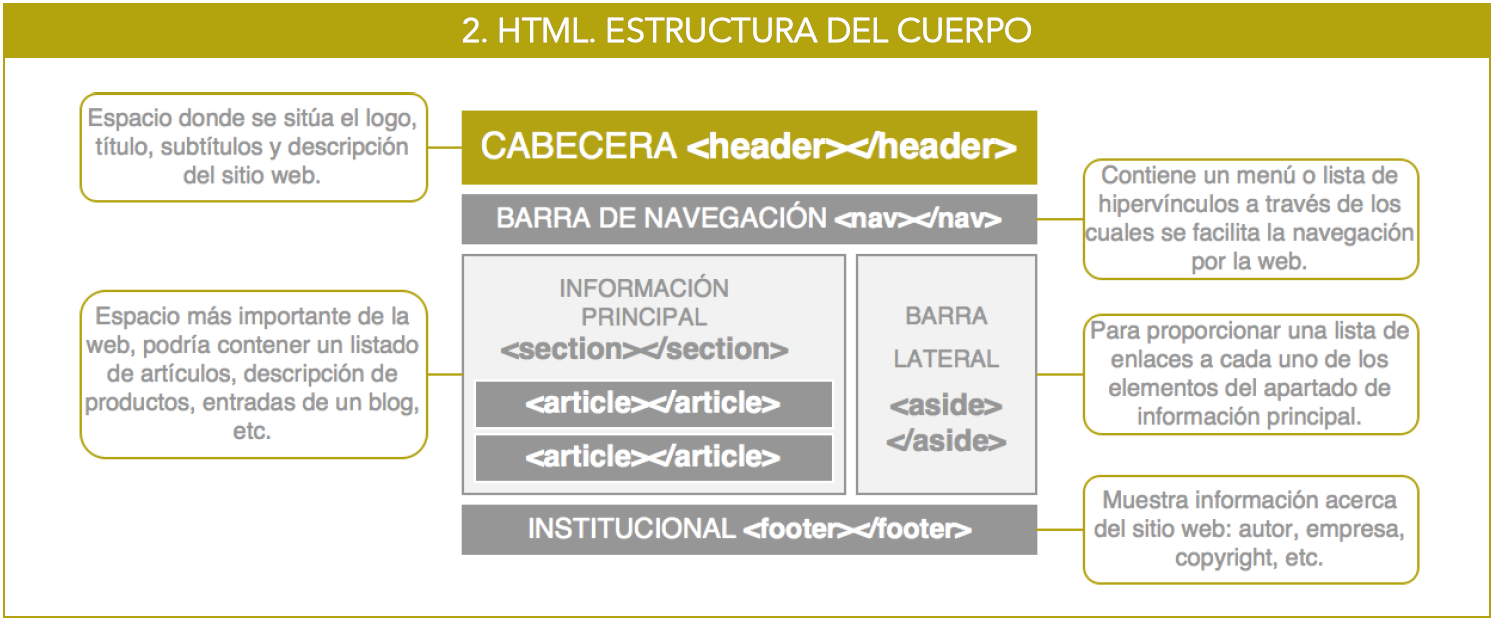 2. HTML. ESTRUCTURA DEL CUERPO
Espacio donde se sitúa el logo,
título, subtítulos y descripción
del sitio web.
CABECERA <header></header>
BARRA DE NAVEGACIÓN <nav></nav>
Contiene un menú o lista de
hipervínculos a través de los
cuales se facilita la navegación
por la web.
Espacio más importante de la
web, podría contener un listado
de artículos, descripción de
productos, entradas de un blog,
etc.
INFORMACIÓN
PRINCIPAL
<section></section>
<article></article>
<article></article>
BARRA
LATERAL
<aside>
</aside>
Para proporcionar una lista de
enlaces a cada uno de los
elementos del apartado de
información principal.
INSTITUCIONAL <footer></footer>
Muestra información acerca
del sitio web: autor, empresa,
copyright, etc.